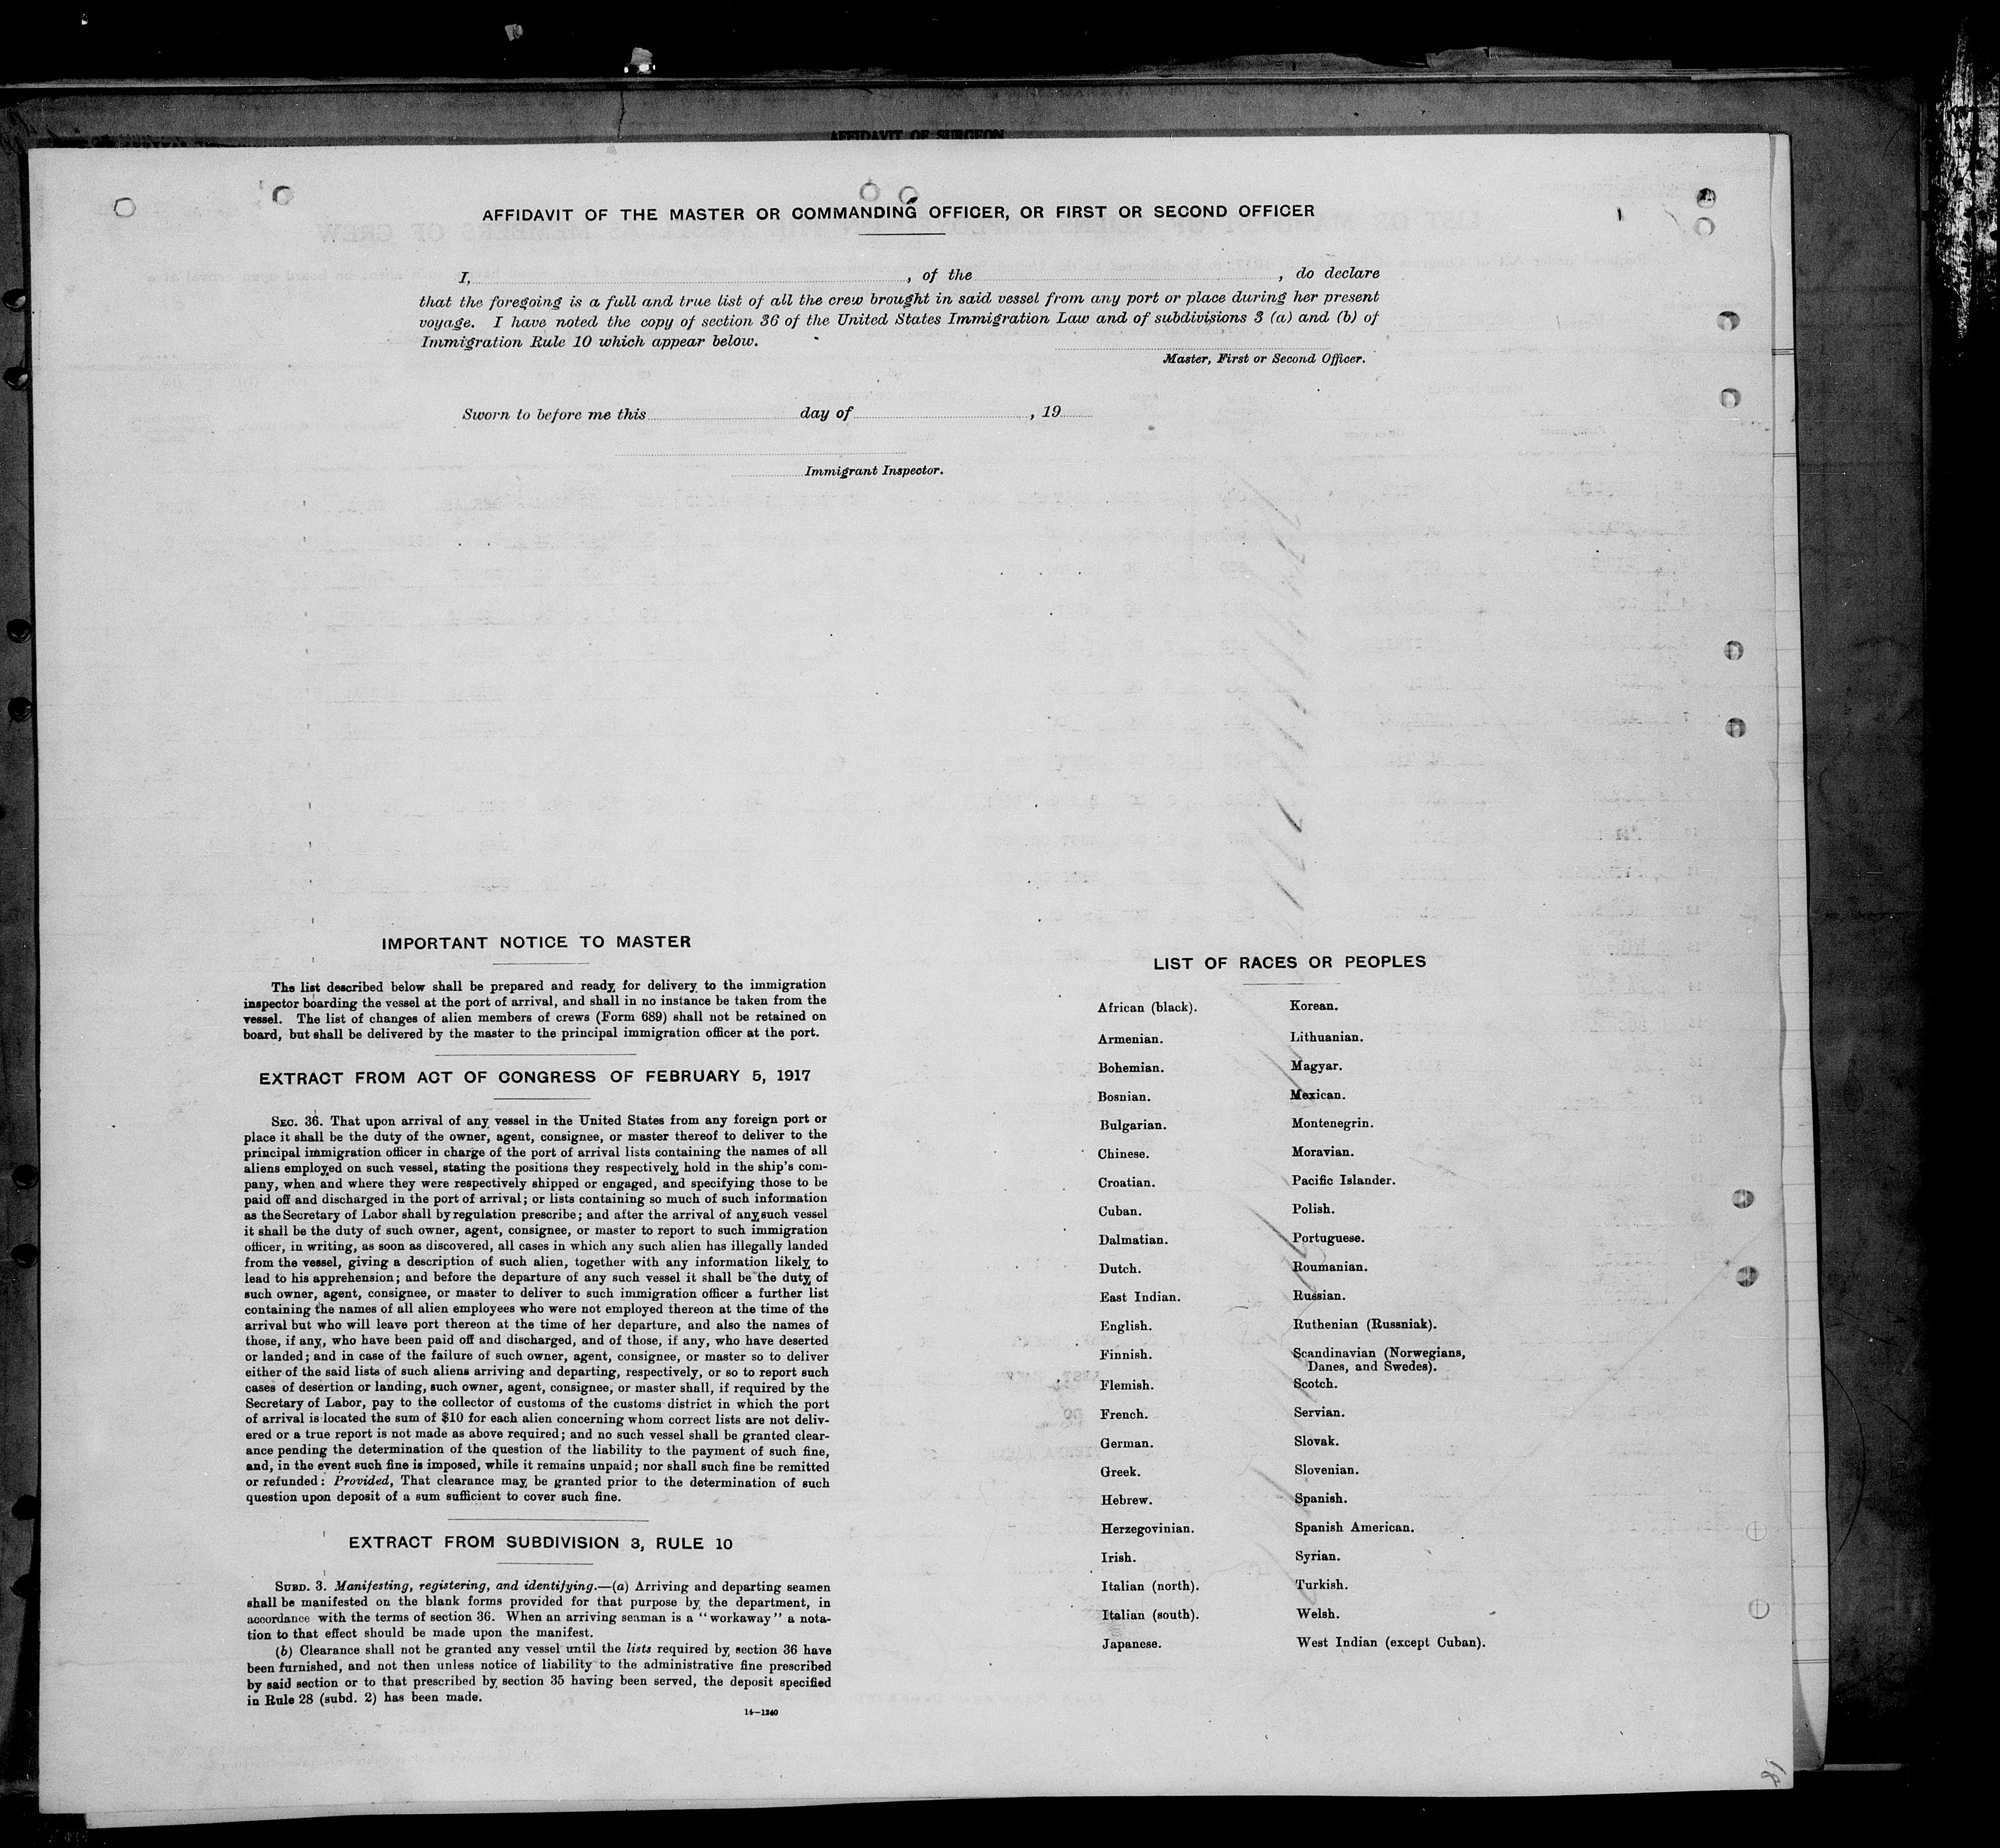 AFFIDAVIT OF SURGEON
AFFIDAVIT OF THE MASTER OR COMMANDING OFFICER, OR FIRST OR SECOND OFFICER
I, , of the , do declare
that the foregoing is a full and true list of all the crew brought in said vessel from any port or place during her present
voyage. I have noted the copy of section 36 of the United States Immigration Law and of subdivisions 3 (a) and (b) of
Immigration Rule 10 which appear below.
Master, First or Second Officer.
Sworn to before me this day of , 19
Immigrant Inspector.
IMPORTANT NOTICE TO MASTER
The list described below shall be prepared and ready for delivery to the immigration
inspector boarding the vessel at the port of arrival, and shall in no instance be taken from the
vessel. The list of changes of alien members of crews (Form 689) shall not be retained on
board, but shall be delivered by the master to the principal immigration officer at the port.
EXTRACT FROM ACT OF CONGRESS OF FEBRUARY 5, 1917
SEC. 36. That upon arrival of any vessel in the United States from any foreign port or
place it shall be the duty of the owner, agent, consignee, or master thereof to deliver to the
principal immigration officer in charge of the port of arrival lists containing the names of all
aliens employed on such vessel, stating the positions they respectively hold in the ship's com-
pany, when and where they were respectively shipped or engaged, and specifying those to be
paid off and discharged in the port of arrival; or lists containing so much of such information
as the Secretary of Labor shall by regulation prescribe; and after the arrival of any such vessel
it shall be the duty of such owner, agent, consignee, or master to report to such immigration
officer, in writing, as soon as discovered, all cases in which any such alien has illegally landed
from the vessel, giving a description of such alien, together with any information likely to
lead to his apprehension; and before the departure of any such vessel it shall be the duty of
such owner, agent, consignee, or master to deliver to such immigration officer a further list
containing the names of all alien employees who were not employed thereon at the time of the
arrival but who will leave port thereon at the time of her departure, and also the names of
those, if any, who have been paid off and discharged, and of those, if any, who have deserted
or landed; and in case of the failure of such owner, agent, consignee, or master so to deliver
either of the said lists of such aliens arriving and departing, respectively, or so to report such
cases of desertion or landing, such owner, agent, consignee, or master shall, if required by the
Secretary of Labor, pay to the collector of customs of the customs district in which the port
of arrival is located the sum of $10 for each alien concerning whom correct lists are not deliv-
ered or a true report is not made as above required; and no such vessel shall be granted clear-
ance pending the determination of the question of the liability to the payment of such fine,
and, in the event such fine is imposed, while it remains unpaid; nor shall such fine be remitted
or refunded: Provided, That clearance may be granted prior to the determination of such
question upon deposit of a sum sufficient to cover such fine.
EXTRACT FROM SUBDIVISION 3, RULE 10
SUBD. 3. Manifesting, registering, and identifying.—(a) Arriving and departing seamen
shall be manifested on the blank forms provided for that purpose by the department, in
accordance with the terms of section 36. When an arriving seaman is a "workaway" a nota-
tion to that effect should be made upon the manifest.
(b) Clearance shall not be granted any vessel until the lists required by section 36 have
been furnished, and not then unless notice of liability to the administrative fine prescribed
by said section or to that prescribed by section 35 having been served, the deposit specified
in Rule 28 (subd. 2) has been made.
14—1240
LIST OF RACES OR PEOPLES
African (black).
Armenian.
Bohemian.
Bosnian.
Bulgarian.
Chinese.
Croatian.
Cuban.
Dalmatian.
Dutch.
East Indian.
English.
Finnish.
Flemish.
French.
German.
Greek.
Hebrew.
Herzegovinian.
Irish.
Italian (north).
Italian (south).
Japanese.
Korean.
Lithuanian.
Magyar.
Mexican.
Montenegrin.
Moravian.
Pacific Islander.
Polish.
Portuguese.
Roumanian.
Russian.
Ruthenian (Russniak).
Scandinavian (Norwegians,
Danes, and Swedes).
Scotch.
Servian.
Slovak.
Slovenian.
Spanish.
Spanish American.
Syrian.
Turkish.
Welsh.
West Indian (except Cuban).